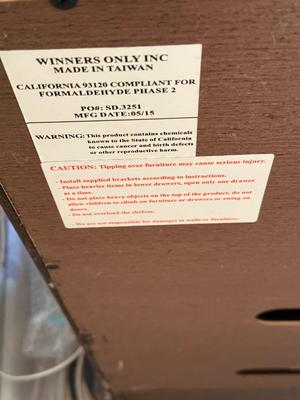 WINNERS ONLY INC
MADE IN TAIWAN
CALIFORNIA 93120 COMPLIANT FOR
FORMALDEHYDE PHASE 2
PO#: SD.3251
MFG DATE:05/15
WARNING: This product contains chemicals
known to the State of California
to cause cancer and birth defects
or other reproductive harm.
CAUTION: Tipping over furniture may cause serious injury.
- Install supplied brackets according to instructions.
- Place heavier items in lower drawers, open only one drawer
at a time.
- Do not place heavy objects on the top of the product, do not
allow children to climb on furniture or drawers or swing on
doors.
- Do not overload the shelves.
- We are not responsible for damages to walls or furniture.